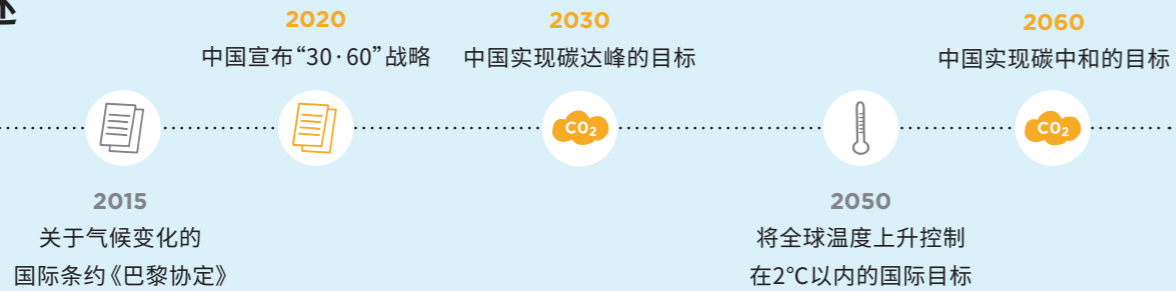 述
2020
中国宣布“30·60”战略
2030
中国实现碳达峰的目标
2060
中国实现碳中和的目标
CO₂
CO₂
2015
关于气候变化的
国际条约《巴黎协定》
2050
将全球温度上升控制
在2℃以内的国际目标